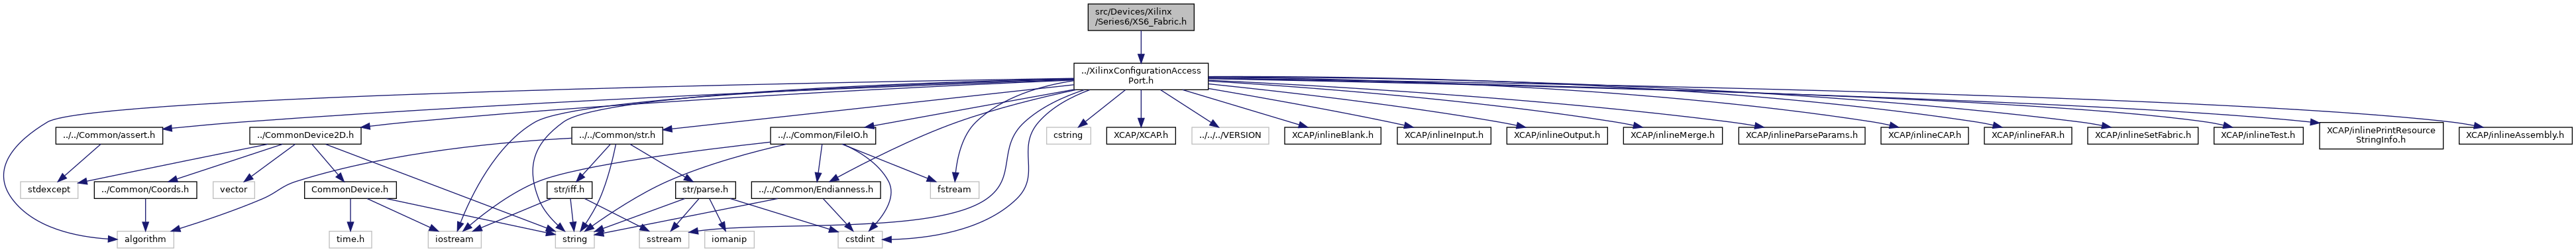 src/Devices/Xilinx
/Series6/XS6_Fabric.h
../XilinxConfigurationAccess
Port.h
../../Common/assert.h
../CommonDevice2D.h
../../Common/str.h
../../Common/FileIO.h
cstring
XCAP/XCAP.h
../../../VERSION
XCAP/inlineBlank.h
XCAP/inlineInput.h
XCAP/inlineOutput.h
XCAP/inlineMerge.h
XCAP/inlineParseParams.h
XCAP/inlineCAP.h
XCAP/inlineFAR.h
XCAP/inlineSetFabric.h
XCAP/inlineTest.h
XCAP/inlinePrintResource
StringInfo.h
XCAP/inlineAssembly.h
stdexcept
../Common/Coords.h
vector
CommonDevice.h
str/iff.h
str/parse.h
../../Common/Endianness.h
fstream
algorithm
time.h
iostream
string
sstream
iomanip
cstdint